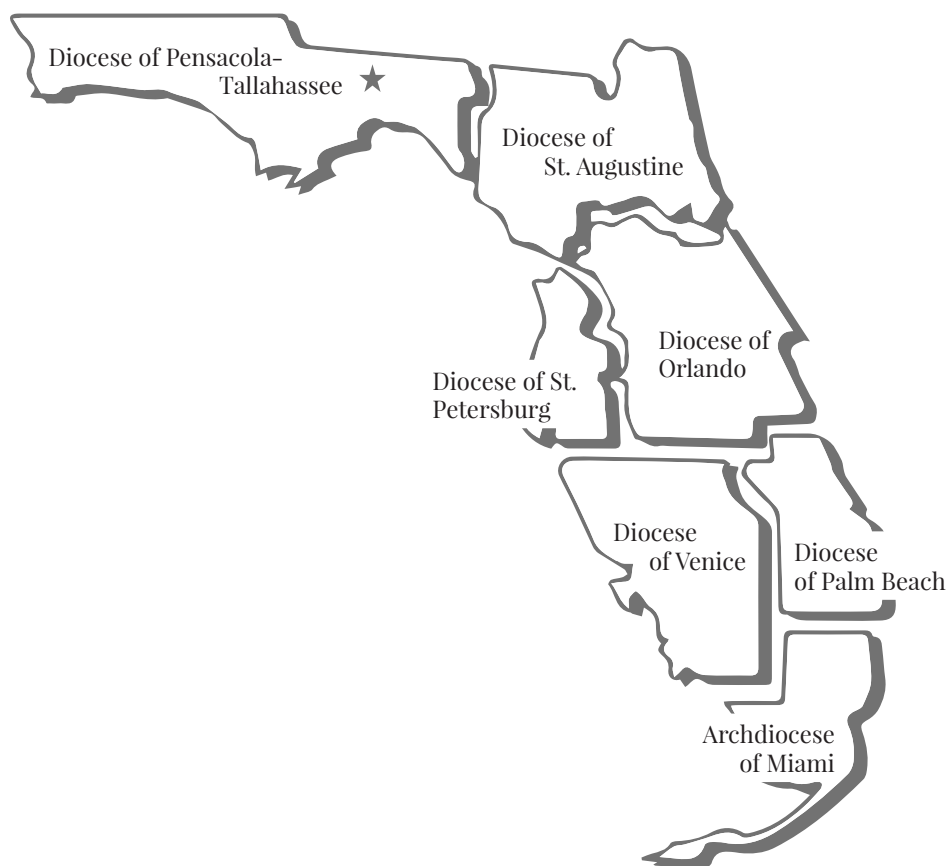 Diocese of Pensacola-
Tallahassee
Diocese of
St. Augustine
Diocese of
Orlando
Diocese of St.
Petersburg
Diocese
of Venice
Diocese
of Palm Beach
Archdiocese
of Miami